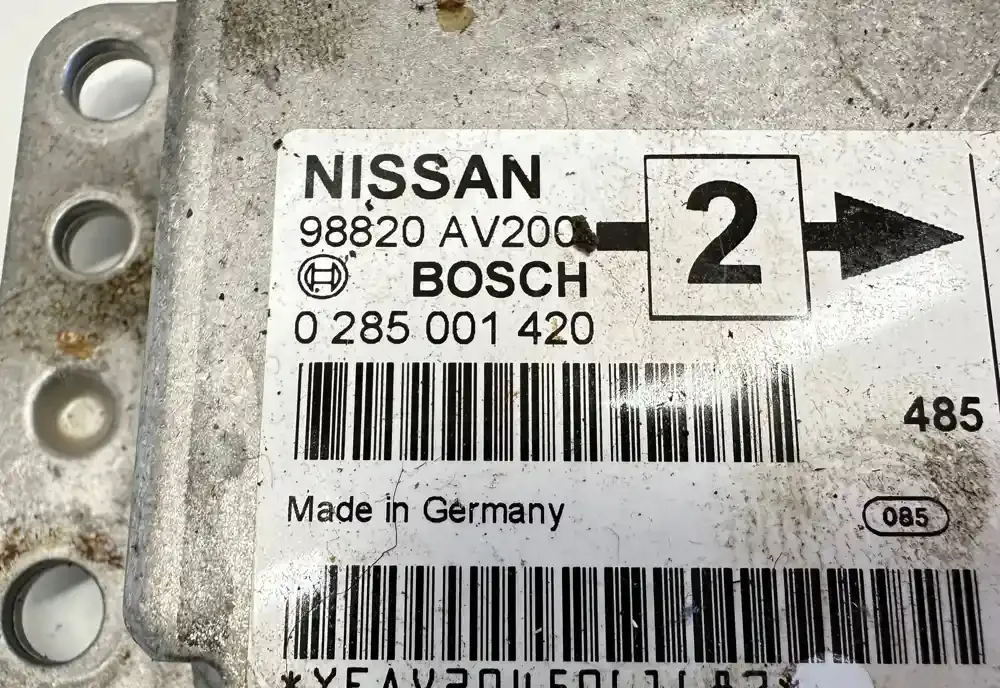 NISSAN
98820 AV200
2
BOSCH
0 285 001 420
485
Made in Germany
085